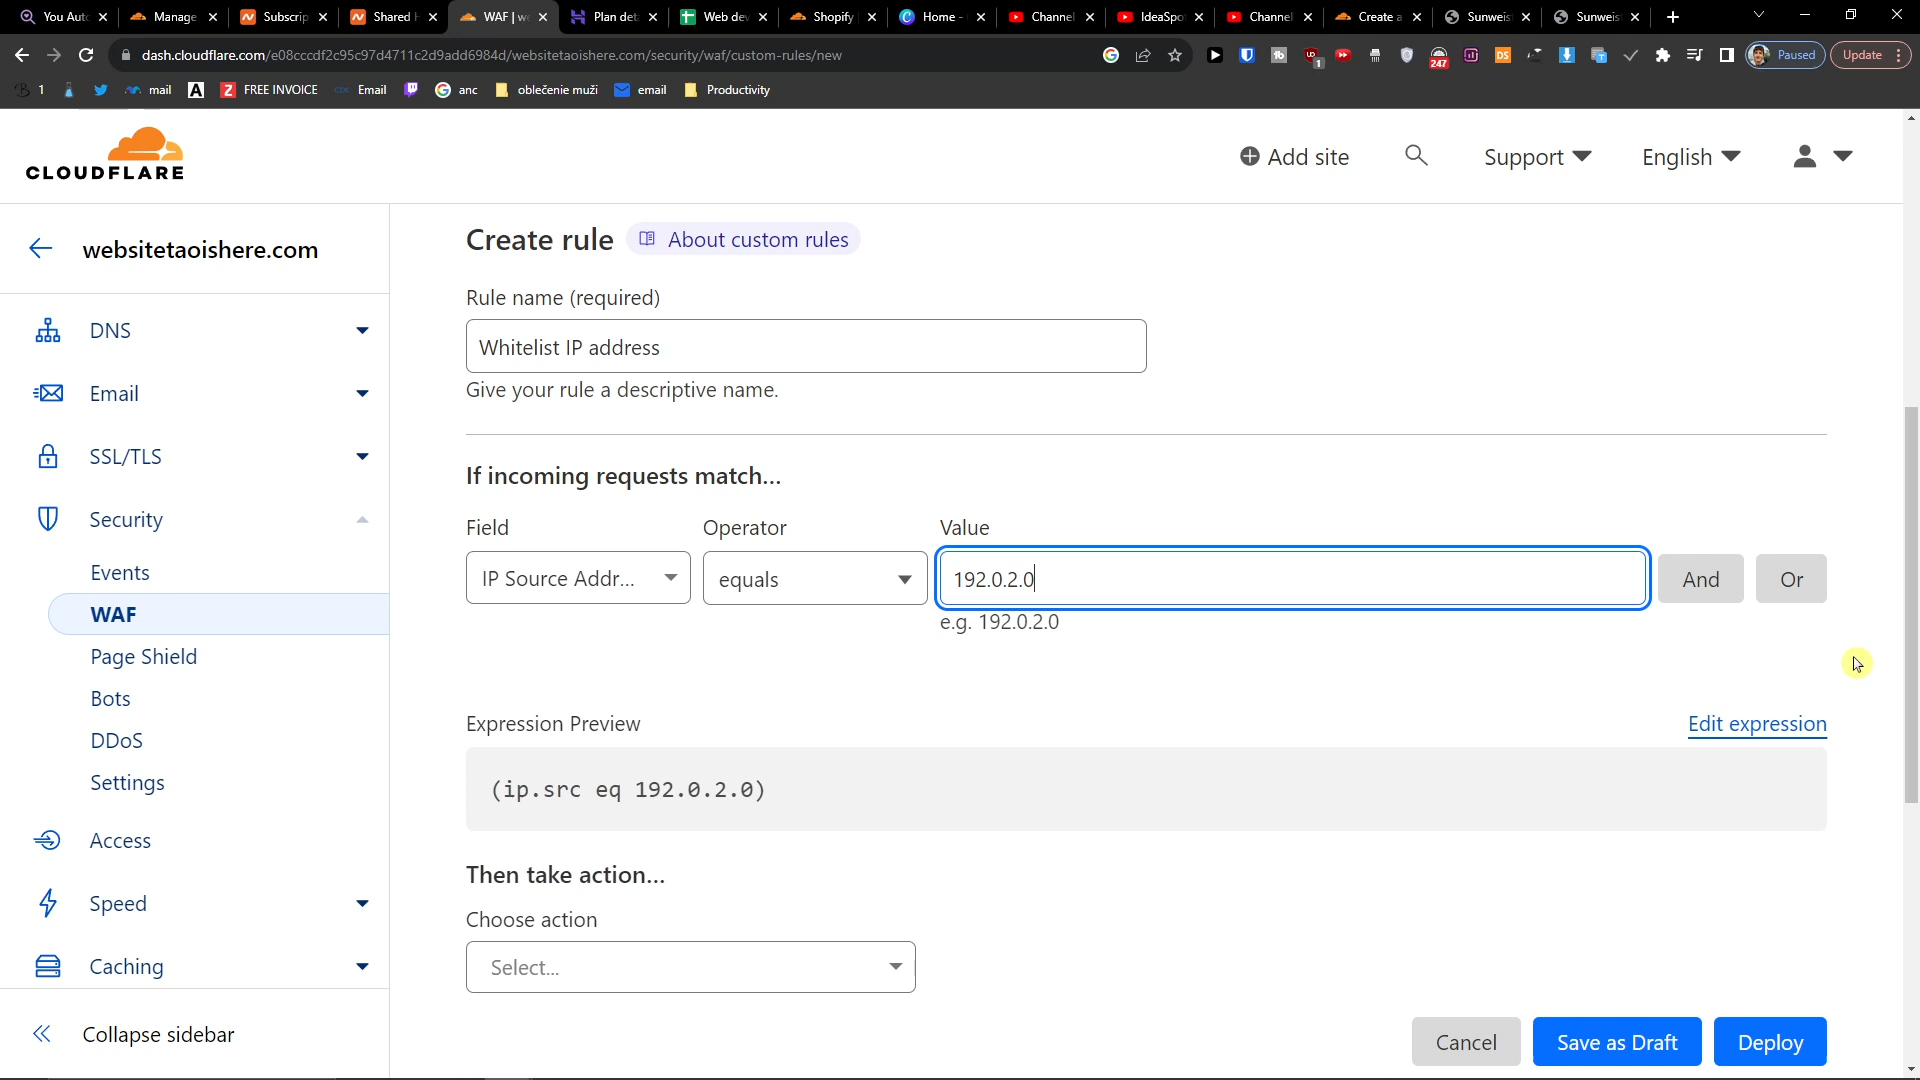 You Aut
Manage
Subscrip
Shared H
WAF | we
Plan det
Web dev
Shopify
Home -
Channel
IdeaSpo
Channel
Create a
Sunweis
Sunweis
dash.cloudflare.com/e08cccdf2c95c97d4711c2d9add6984d/websitetaoishere.com/security/waf/custom-rules/new
247
1
DS
Paused
Update
1
mail
A
Z FREE INVOICE
Email
anc
oblečenie muži
email
Productivity
CLOUDFLARE
Add site
Support
English
websitetaoishere.com
DNS
Email
SSL/TLS
Security
Events
WAF
Page Shield
Bots
DDoS
Settings
Access
Speed
Caching
Collapse sidebar
Create rule
About custom rules
Rule name (required)
Whitelist IP address
Give your rule a descriptive name.
If incoming requests match...
Field
Operator
Value
IP Source Addr...
equals
192.0.2.0
And
Or
e.g. 192.0.2.0
Expression Preview
Edit expression
(ip.src eq 192.0.2.0)
Then take action...
Choose action
Select...
Cancel
Save as Draft
Deploy